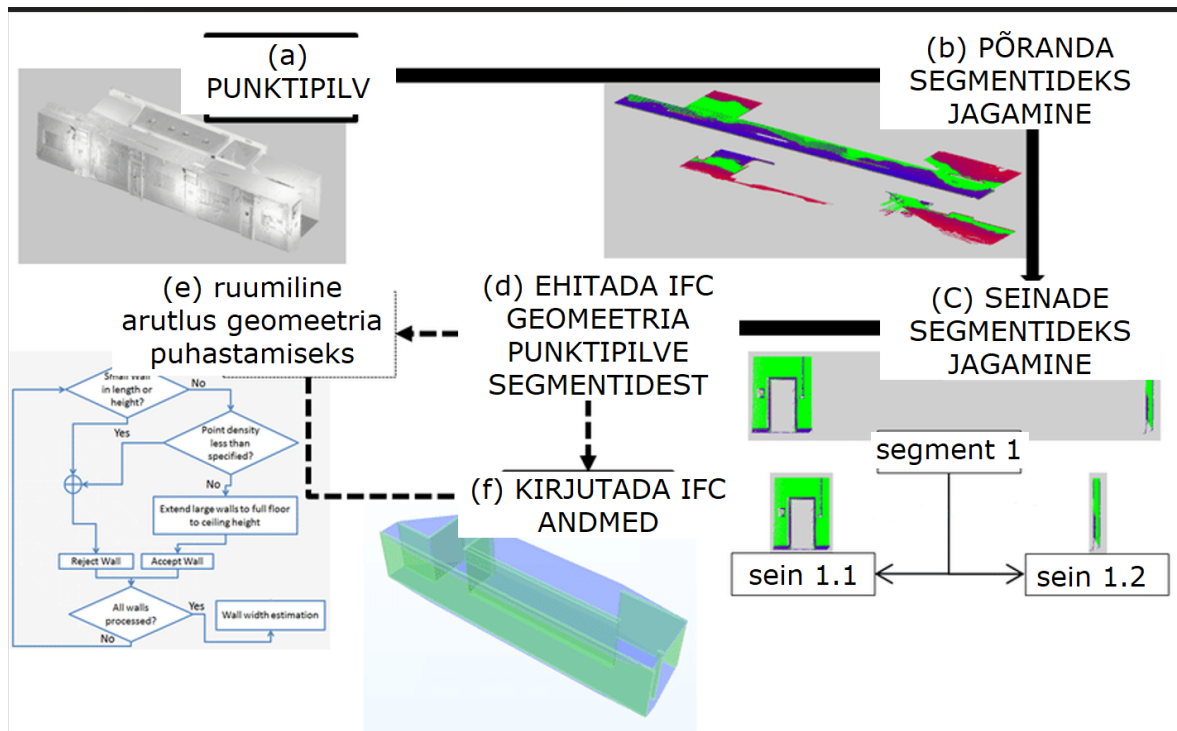 (a)
PUNKTIPILV
(b) PÕRANDA
SEGMENTIDEKS
JAGAMINE
(e) ruumiline
arutlus geomeetria
puhastamiseks
(d) EHITADA IFC
GEOMEETRIA
PUNKTIPILVE
SEGMENTIDEST
(C) SEINADE
SEGMENTIDEKS
JAGAMINE
Small wall
in length or
height?
No
Yes
Point density
less than
specified?
No
Extend large walls to full floor
to ceiling height
Reject Wall
Accept Wall
All walls
processed?
Yes
No
Wall width estimation
(f) KIRJUTADA IFC
ANDMED
segment 1
sein 1.1
sein 1.2